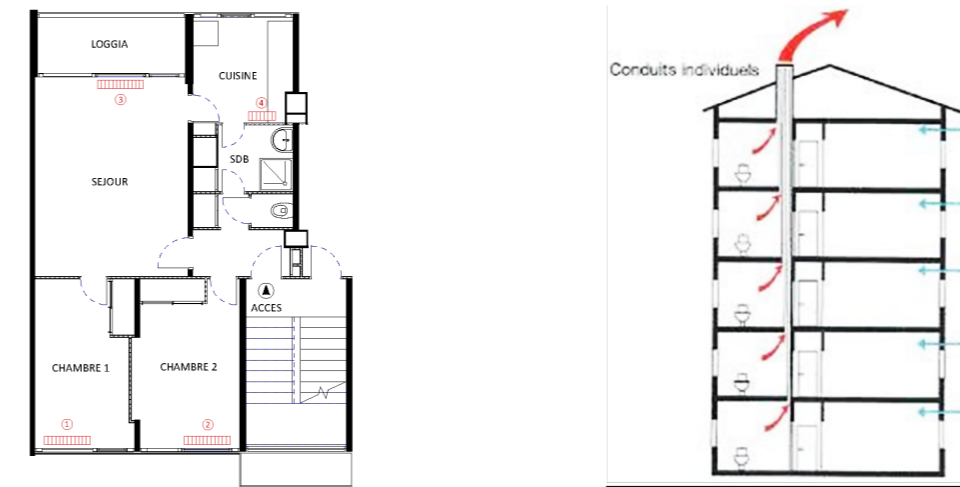 LOGGIA
③
CUISINE
④
SDB
SEJOUR
ACCES
CHAMBRE 1
CHAMBRE 2
①
②
Conduits individuels